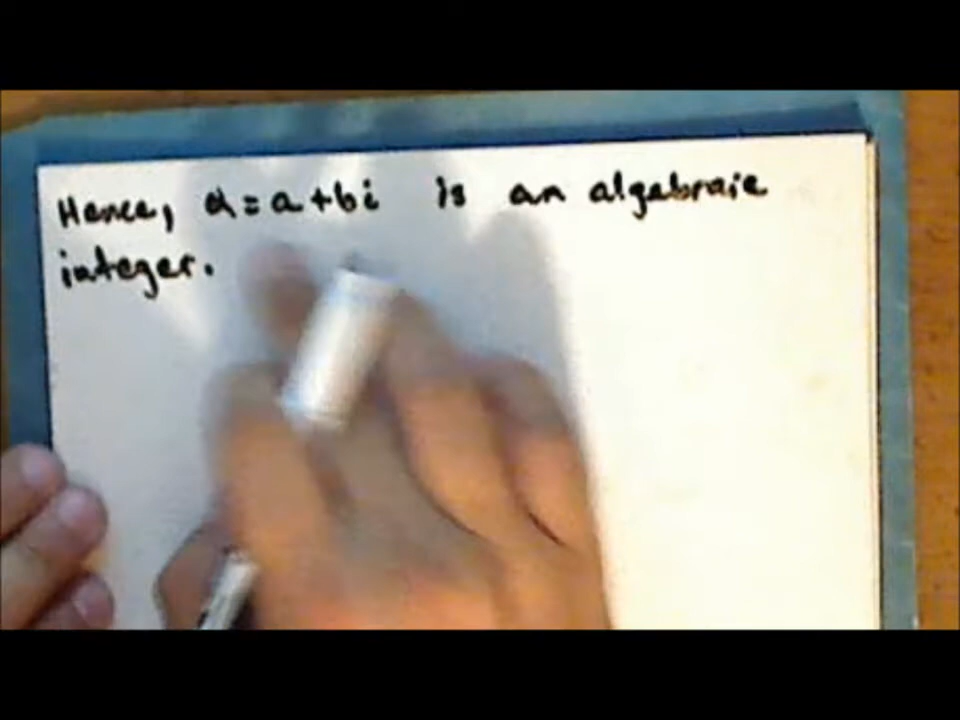 Hence, α = a + bi is an algebraic
integer.